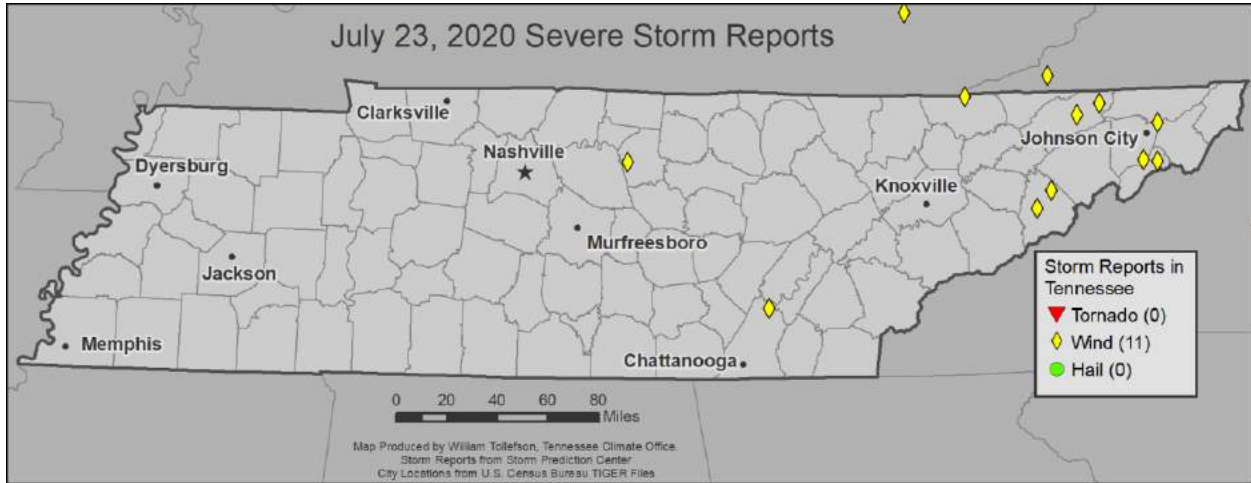 July 23, 2020 Severe Storm Reports
Clarksville
Nashville
Johnson City
Dyersburg
Knoxville
Murfreesboro
Jackson
Storm Reports in
Tennessee
Tornado (0)
Wind (11)
Hail (0)
Memphis
Chattanooga
0 20 40 60 80
Miles
Map Produced by William Tollefson, Tennessee Climate Office.
Storm Reports from Storm Prediction Center
City Locations from U.S. Census Bureau TIGER Files